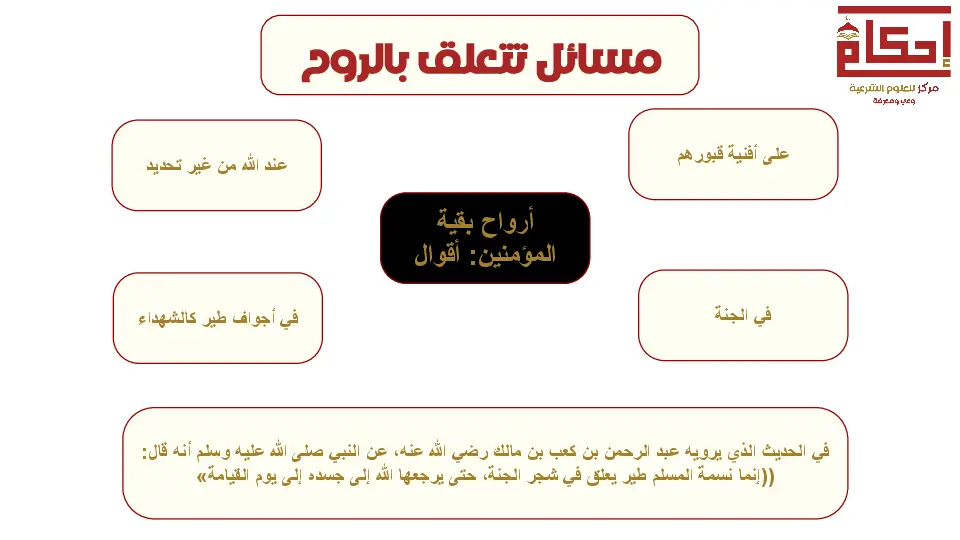 إحكام
مركز للعلوم الشرعية
وعي ومعرفة
مسائل تتعلق بالروح
على أفنية قبورهم
عند الله من غير تحديد
أرواح بقية
المؤمنين: أقوال
في الجنة
في أجواف طير كالشهداء
في الحديث الذي يرويه عبد الرحمن بن كعب بن مالك رضي الله عنه، عن النبي صلى الله عليه وسلم أنه قال:
((إنما نسمة المسلم طير يعلق في شجر الجنة، حتى يرجعها الله إلى جسده إلى يوم القيامة»